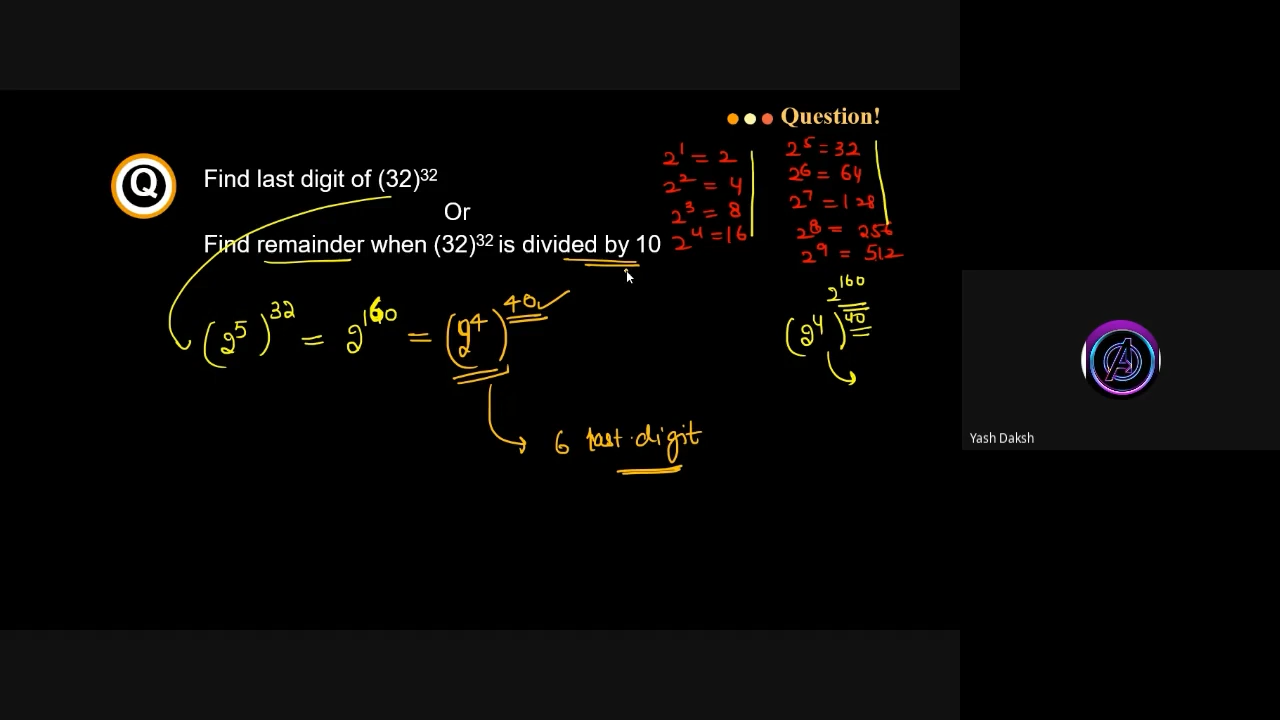 Question!
Q
Find last digit of (32)³²
Or
Find remainder when (32)³² is divided by 10
2¹ = 2
2² = 4
2³ = 8
2⁴ = 16
2⁵ = 32
2⁶ = 64
2⁷ = 128
2⁸ = 256
2⁹ = 512
(2⁵)³² = 2¹⁶⁰ = (2⁴)⁴⁰
6 last digit
2¹⁶⁰
(2⁴)⁴⁰
Yash Daksh